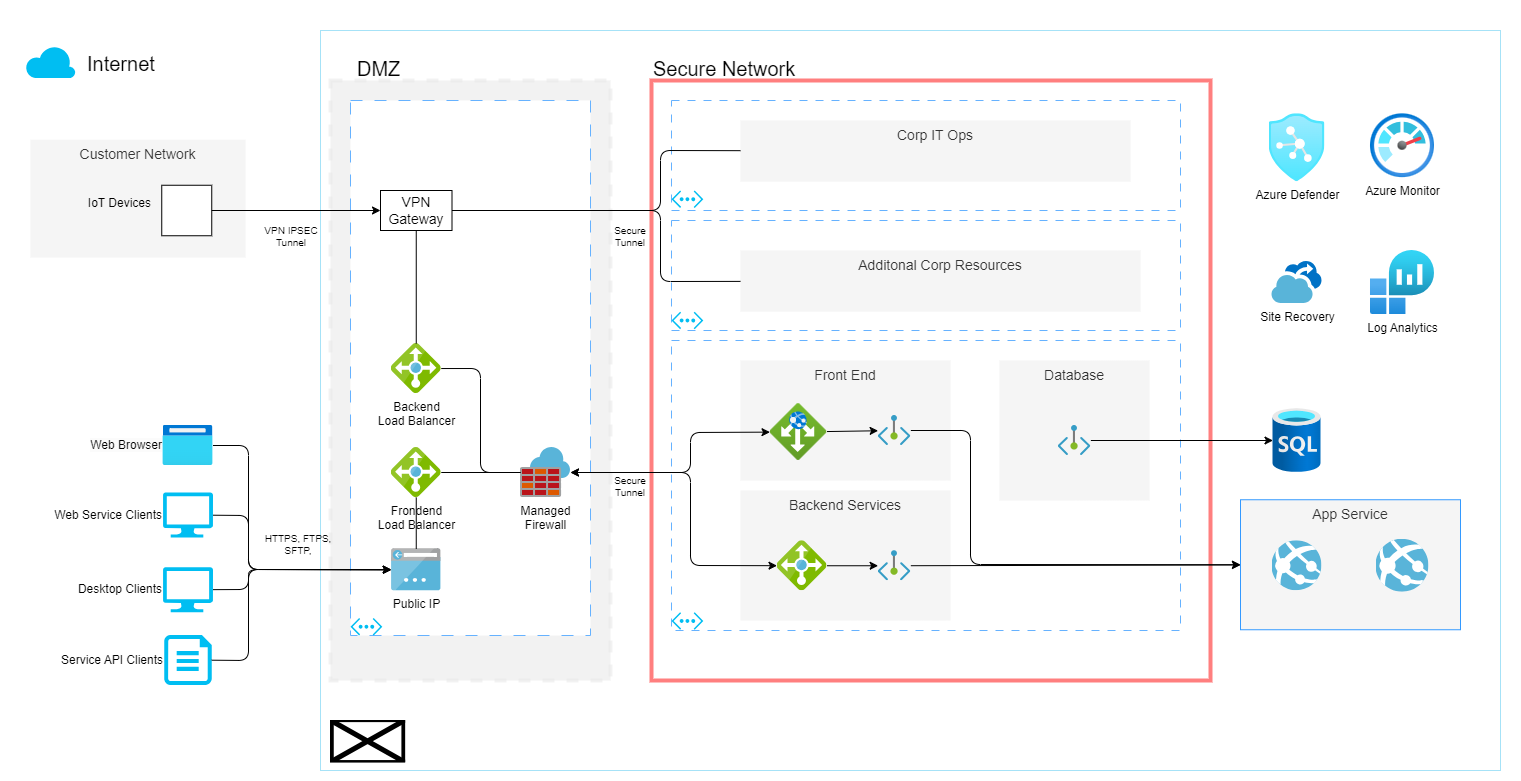 Internet
DMZ
Secure Network
Customer Network
IoT Devices
VPN IPSEC
Tunnel
VPN
Gateway
Secure
Tunnel
Corp IT Ops
Additonal Corp Resources
Azure Defender
Azure Monitor
Site Recovery
Log Analytics
Backend
Load Balancer
Frontend
Load Balancer
Managed
Firewall
Secure
Tunnel
Public IP
Web Browser
Web Service Clients
Desktop Clients
Service API Clients
HTTPS, FTPS,
SFTP,
Front End
Database
Backend Services
SQL
App Service